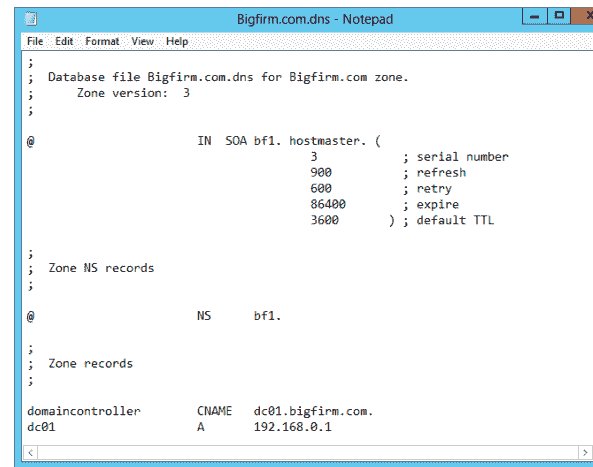 Bigfirm.com.dns - Notepad
File Edit Format View Help
;
; Database file Bigfirm.com.dns for Bigfirm.com zone.
; Zone version: 3
;
@ IN SOA bf1. hostmaster. (
3 ; serial number
900 ; refresh
600 ; retry
86400 ; expire
3600 ) ; default TTL
;
; Zone NS records
;
@ NS bf1.
;
; Zone records
;
domaincontroller CNAME dc01.bigfirm.com.
dc01 A 192.168.0.1